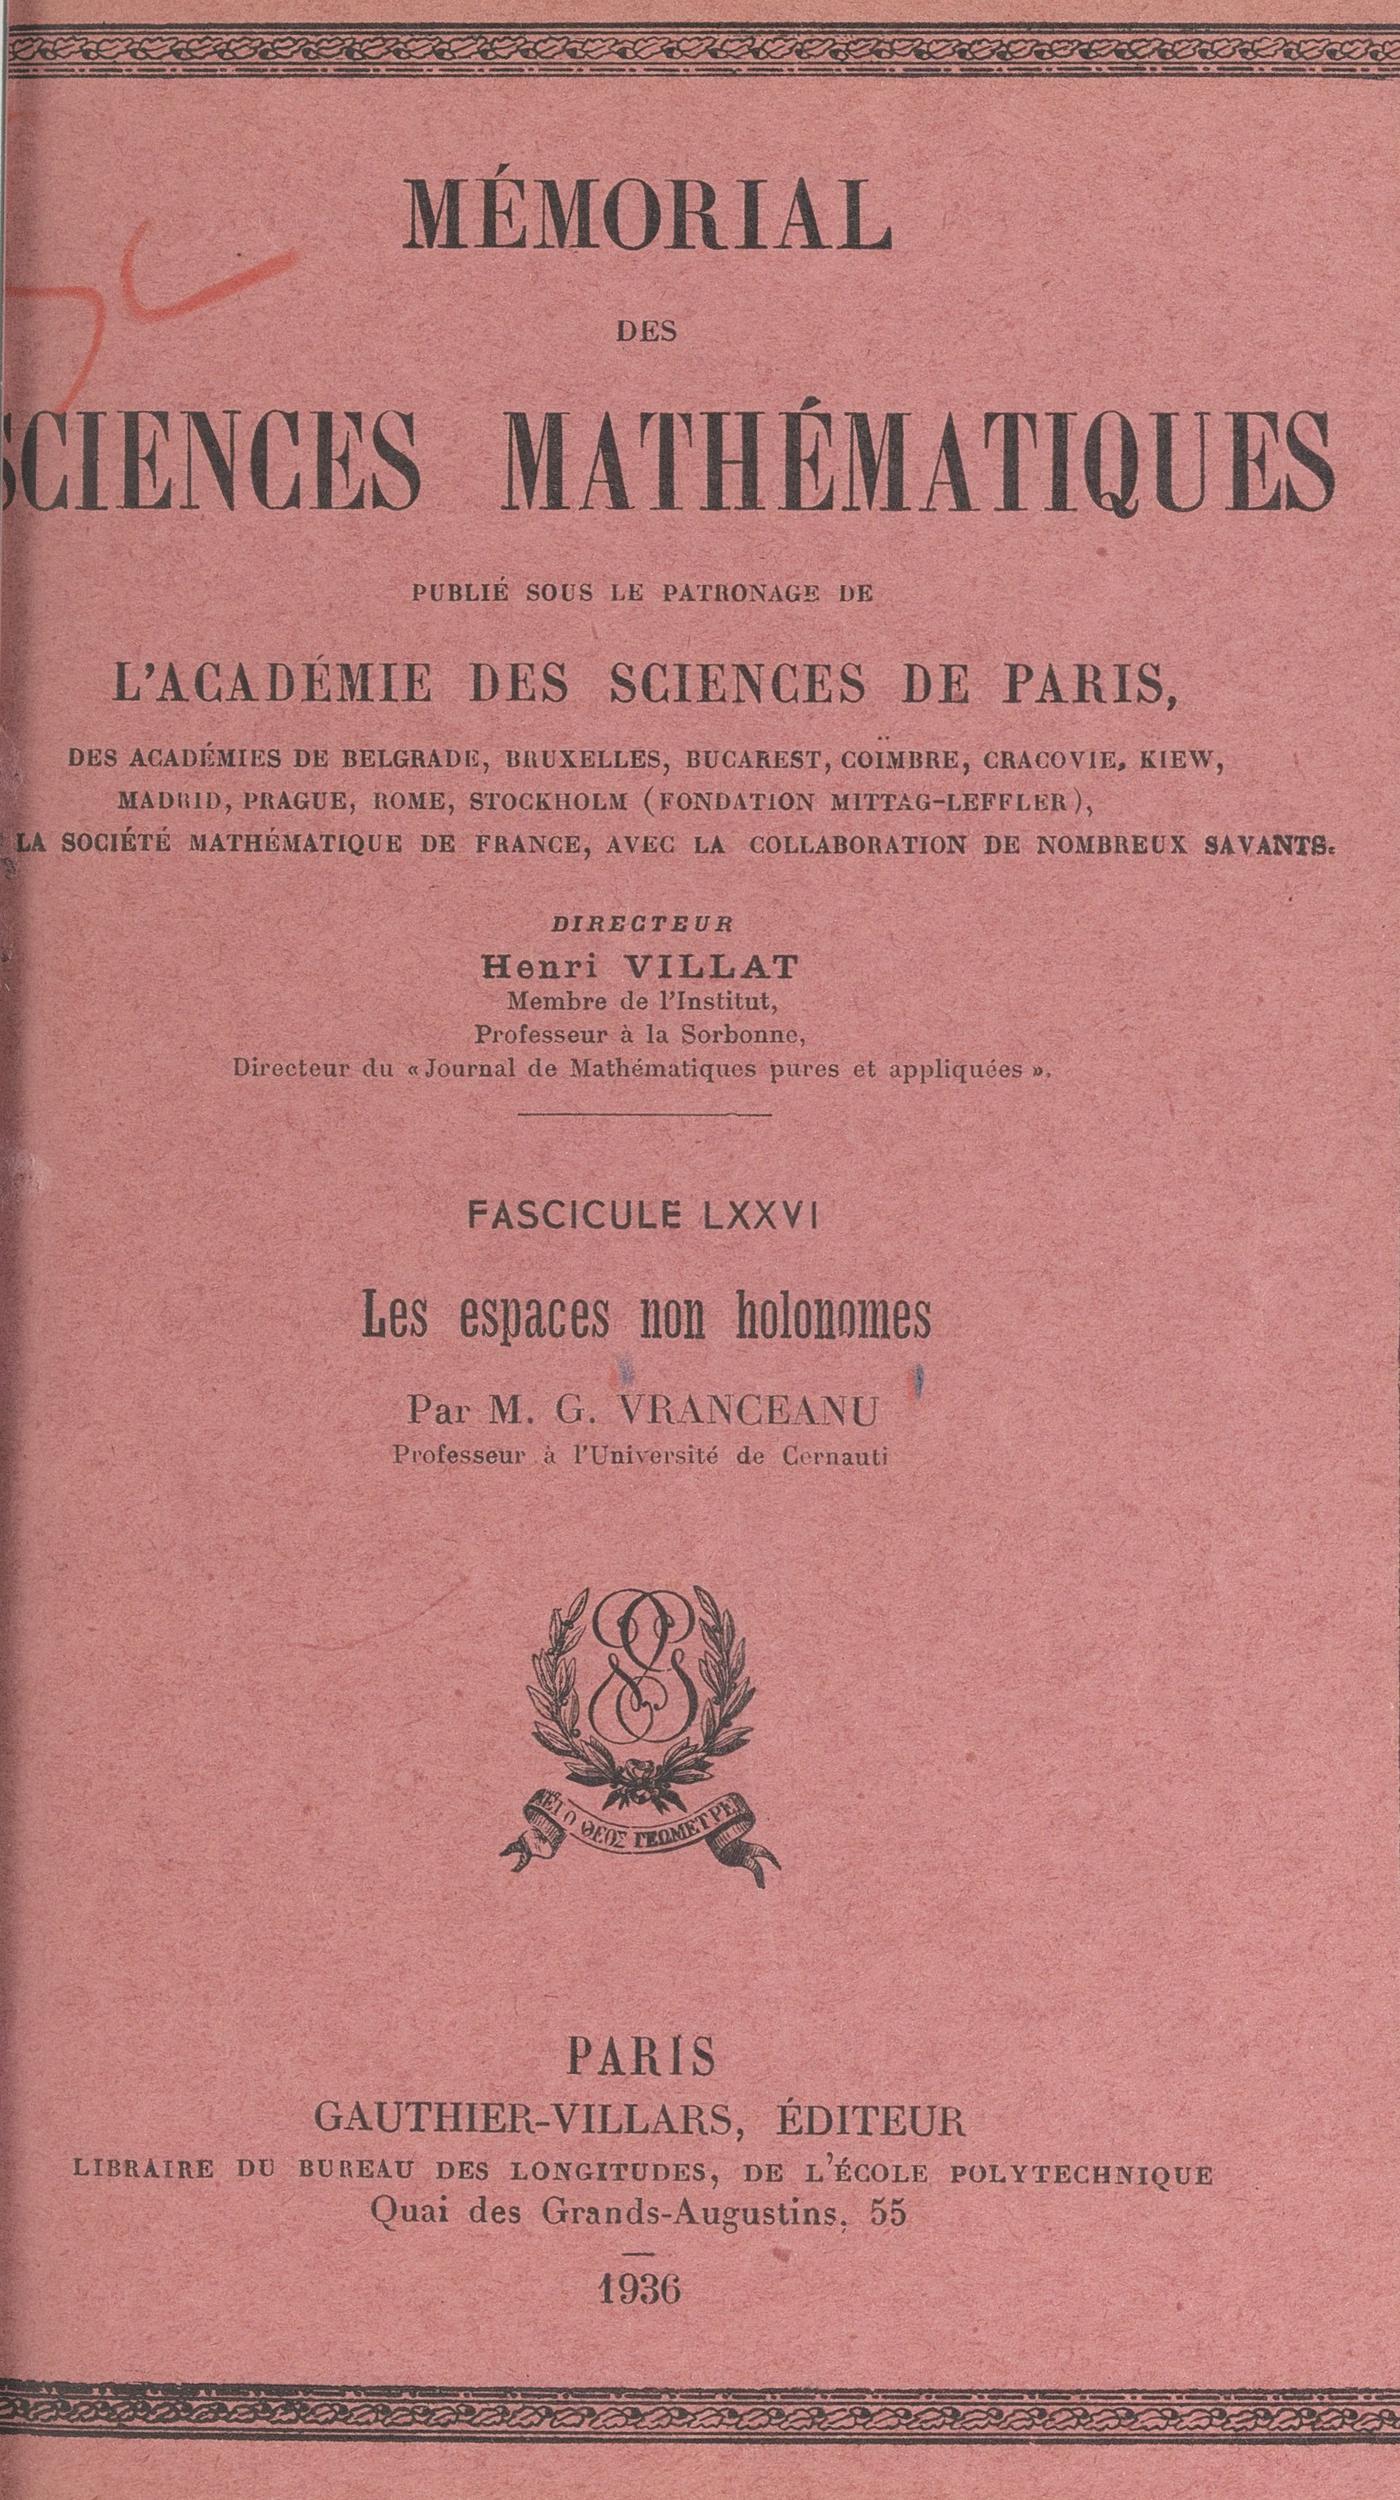 MÉMORIAL
DES
SCIENCES MATHÉMATIQUES
PUBLIÉ SOUS LE PATRONAGE DE
L'ACADÉMIE DES SCIENCES DE PARIS,
DES ACADÉMIES DE BELGRADE, BRUXELLES, BUCAREST, COÏMBRE, CRACOVIE, KIEW,
MADRID, PRAGUE, ROME, STOCKHOLM (FONDATION MITTAG-LEFFLER),
LA SOCIÉTÉ MATHÉMATIQUE DE FRANCE, AVEC LA COLLABORATION DE NOMBREUX SAVANTS.
DIRECTEUR
Henri VILLAT
Membre de l'Institut,
Professeur à la Sorbonne,
Directeur du « Journal de Mathématiques pures et appliquées ».
FASCICULE LXXVI
Les espaces non holonomes
Par M. G. VRANCEANU
Professeur à l'Université de Cernauti
ΑΕΙ Ο ΘΕΟΣ ΓΕΩΜΕΤΡΕΙ
PARIS
GAUTHIER-VILLARS, ÉDITEUR
LIBRAIRE DU BUREAU DES LONGITUDES, DE L'ÉCOLE POLYTECHNIQUE
Quai des Grands-Augustins, 55
1936